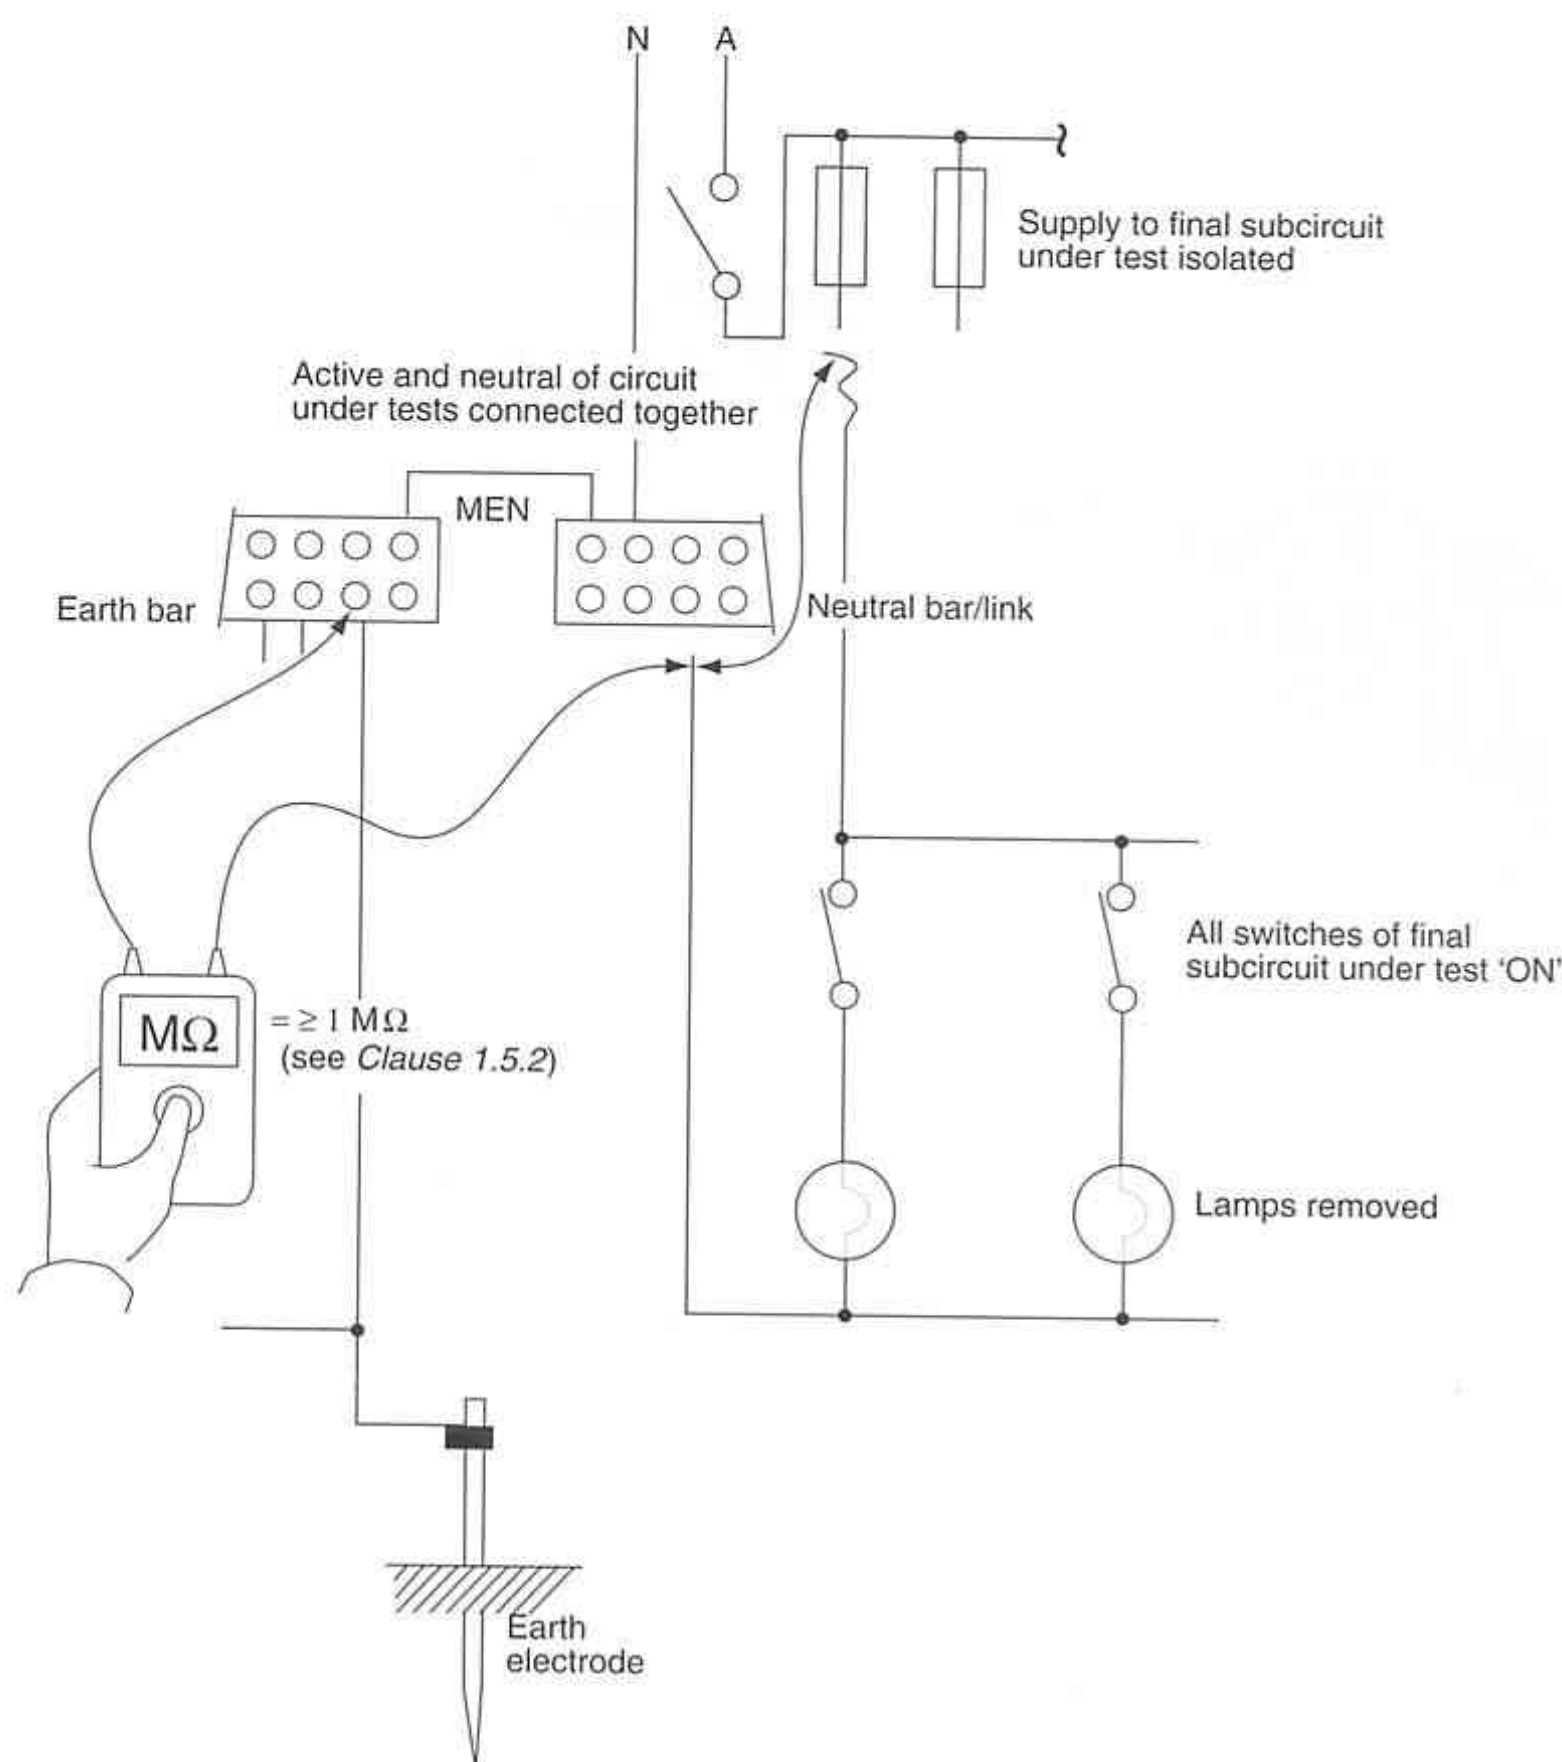 N A
Supply to final subcircuit
under test isolated
Active and neutral of circuit
under tests connected together
MEN
Earth bar
Neutral bar/link
All switches of final
subcircuit under test ‘ON’
MΩ
= ≥ 1 MΩ
(see Clause 1.5.2)
Lamps removed
Earth
electrode